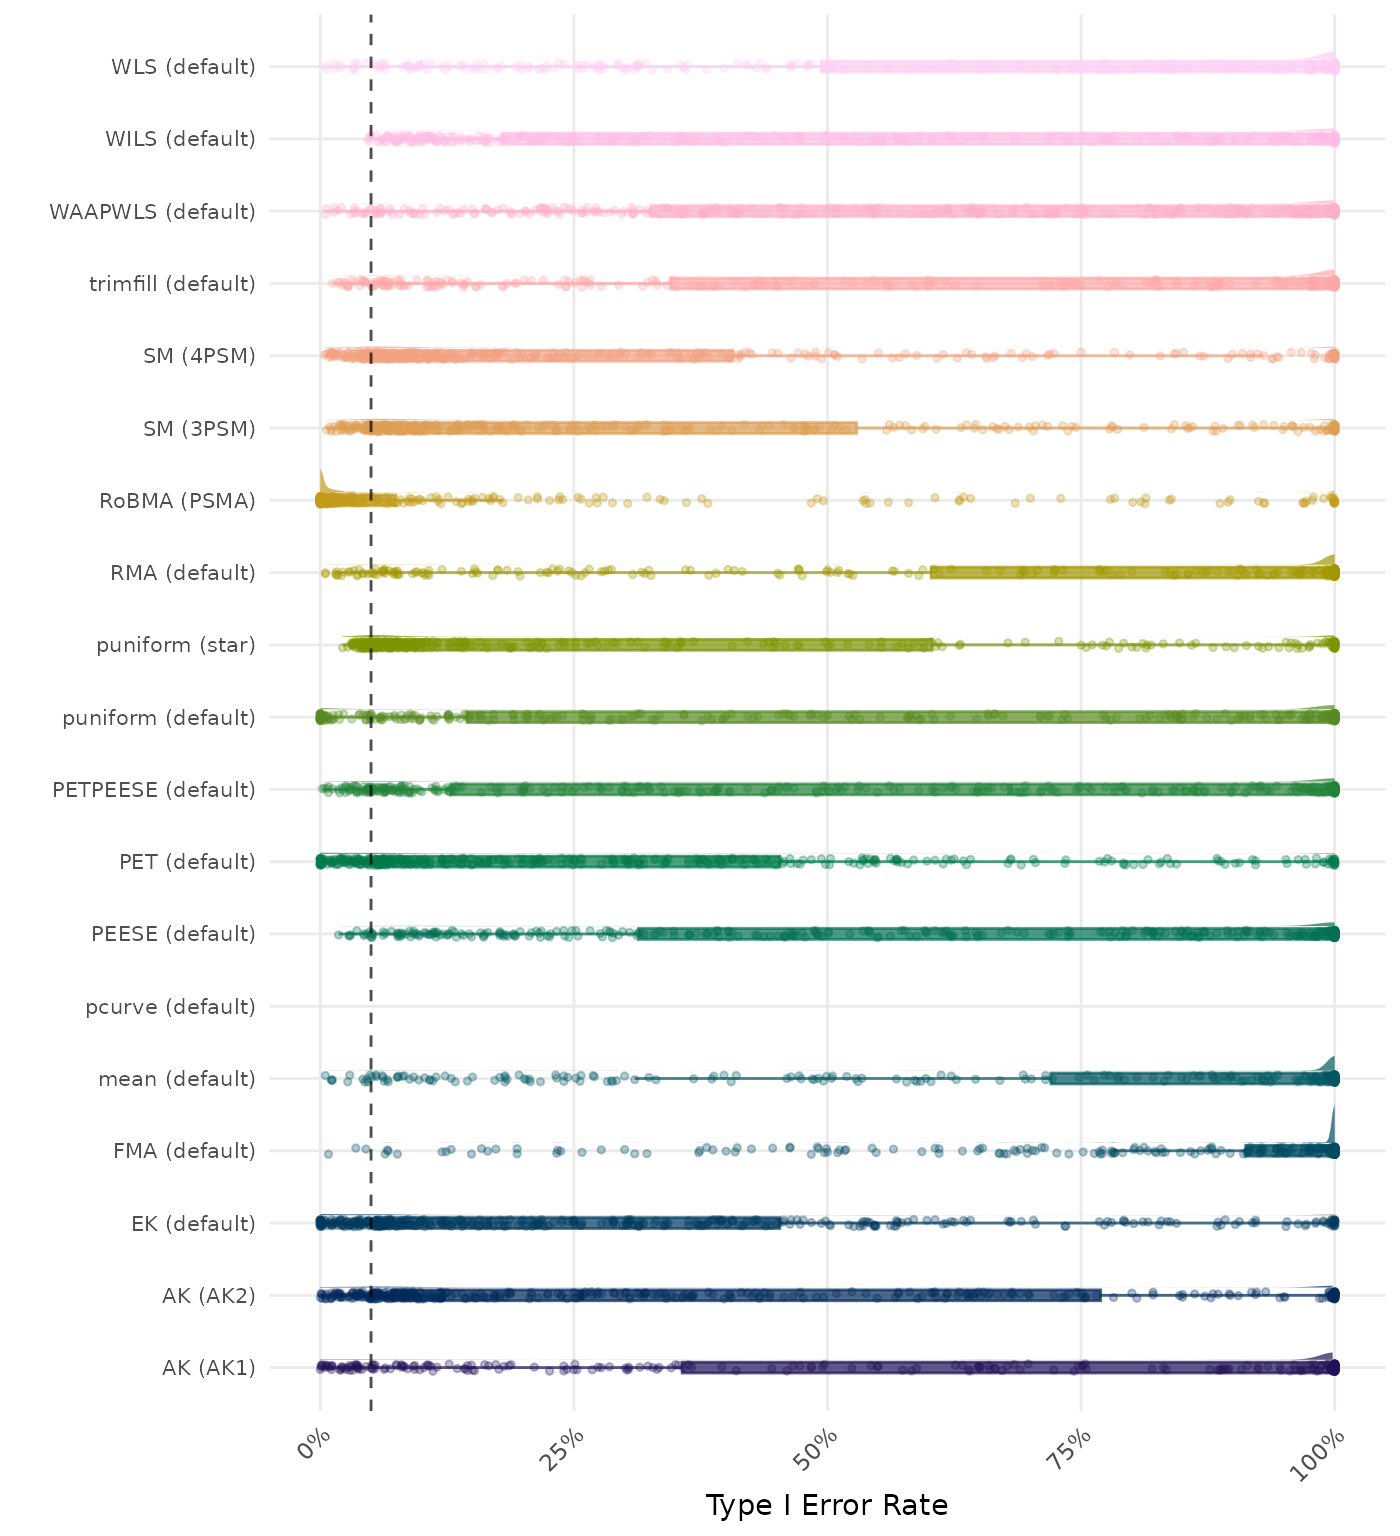 WLS (default)
WILS (default)
WAAPWLS (default)
trimfill (default)
SM (4PSM)
SM (3PSM)
RoBMA (PSMA)
RMA (default)
puniform (star)
puniform (default)
PETPEESE (default)
PET (default)
PEESE (default)
pcurve (default)
mean (default)
FMA (default)
EK (default)
AK (AK2)
AK (AK1)
0% 25% 50% 75% 100%
Type I Error Rate